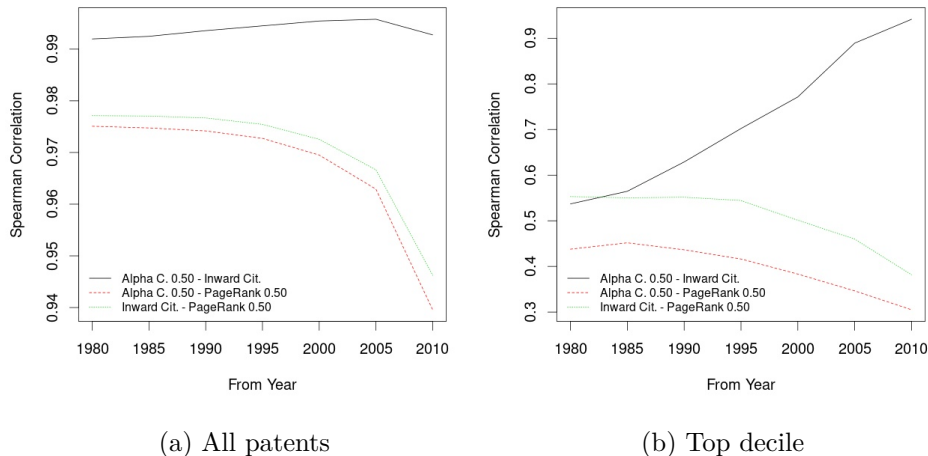 Spearman Correlation
0.99
0.98
0.97
0.96
0.95
0.94
Alpha C. 0.50 - Inward Cit.
Alpha C. 0.50 - PageRank 0.50
Inward Cit. - PageRank 0.50
1980 1985 1990 1995 2000 2005 2010
From Year
(a) All patents
Spearman Correlation
0.9
0.8
0.7
0.6
0.5
0.4
0.3
Alpha C. 0.50 - Inward Cit.
Alpha C. 0.50 - PageRank 0.50
Inward Cit. - PageRank 0.50
1980 1985 1990 1995 2000 2005 2010
From Year
(b) Top decile